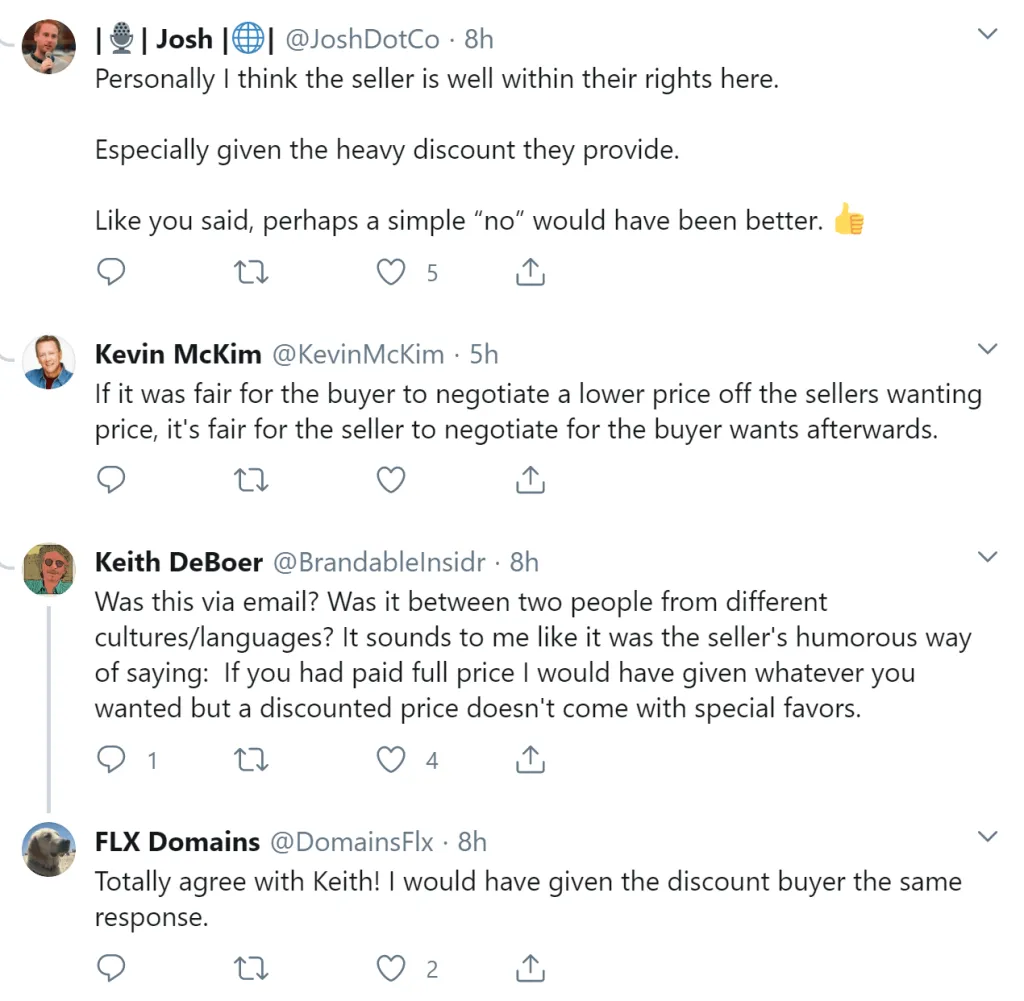 |🎙| Josh |🌐| @JoshDotCo · 8h
Personally I think the seller is well within their rights here.
Especially given the heavy discount they provide.
Like you said, perhaps a simple “no” would have been better. 👍
5
Kevin McKim @KevinMcKim · 5h
If it was fair for the buyer to negotiate a lower price off the sellers wanting
price, it's fair for the seller to negotiate for the buyer wants afterwards.
Keith DeBoer @BrandableInsidr · 8h
Was this via email? Was it between two people from different
cultures/languages? It sounds to me like it was the seller's humorous way
of saying:  If you had paid full price I would have given whatever you
wanted but a discounted price doesn't come with special favors.
1 4
FLX Domains @DomainsFlx · 8h
Totally agree with Keith! I would have given the discount buyer the same
response.
2